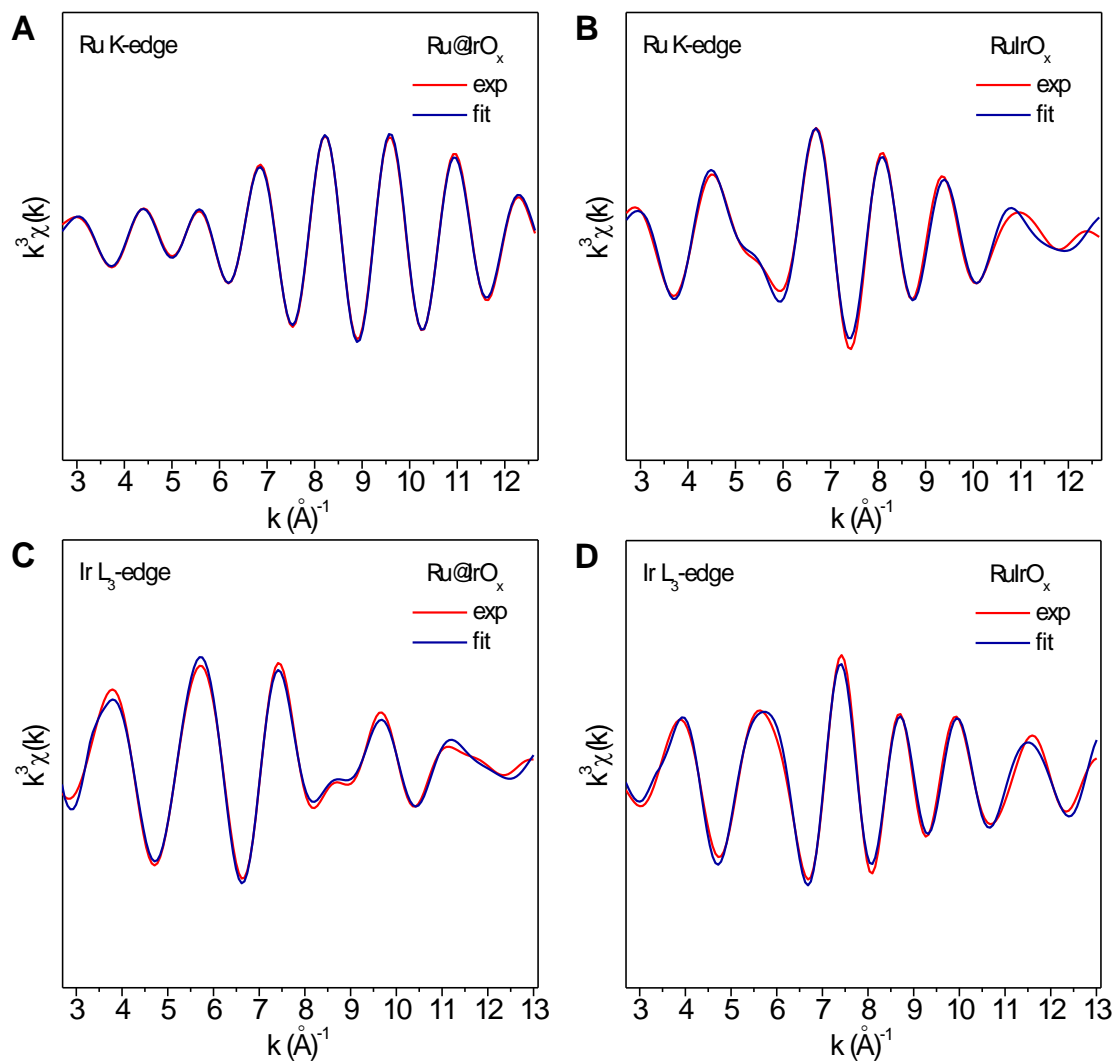 A
Ru K-edge
Ru@IrOₓ
exp
fit
k³χ(k)
3 4 5 6 7 8 9 10 11 12
k (Å)⁻¹
B
Ru K-edge
RuIrOₓ
exp
fit
k³χ(k)
3 4 5 6 7 8 9 10 11 12
k (Å)⁻¹
C
Ir L₃-edge
Ru@IrOₓ
exp
fit
k³χ(k)
3 4 5 6 7 8 9 10 11 12 13
k (Å)⁻¹
D
Ir L₃-edge
RuIrOₓ
exp
fit
k³χ(k)
3 4 5 6 7 8 9 10 11 12 13
k (Å)⁻¹